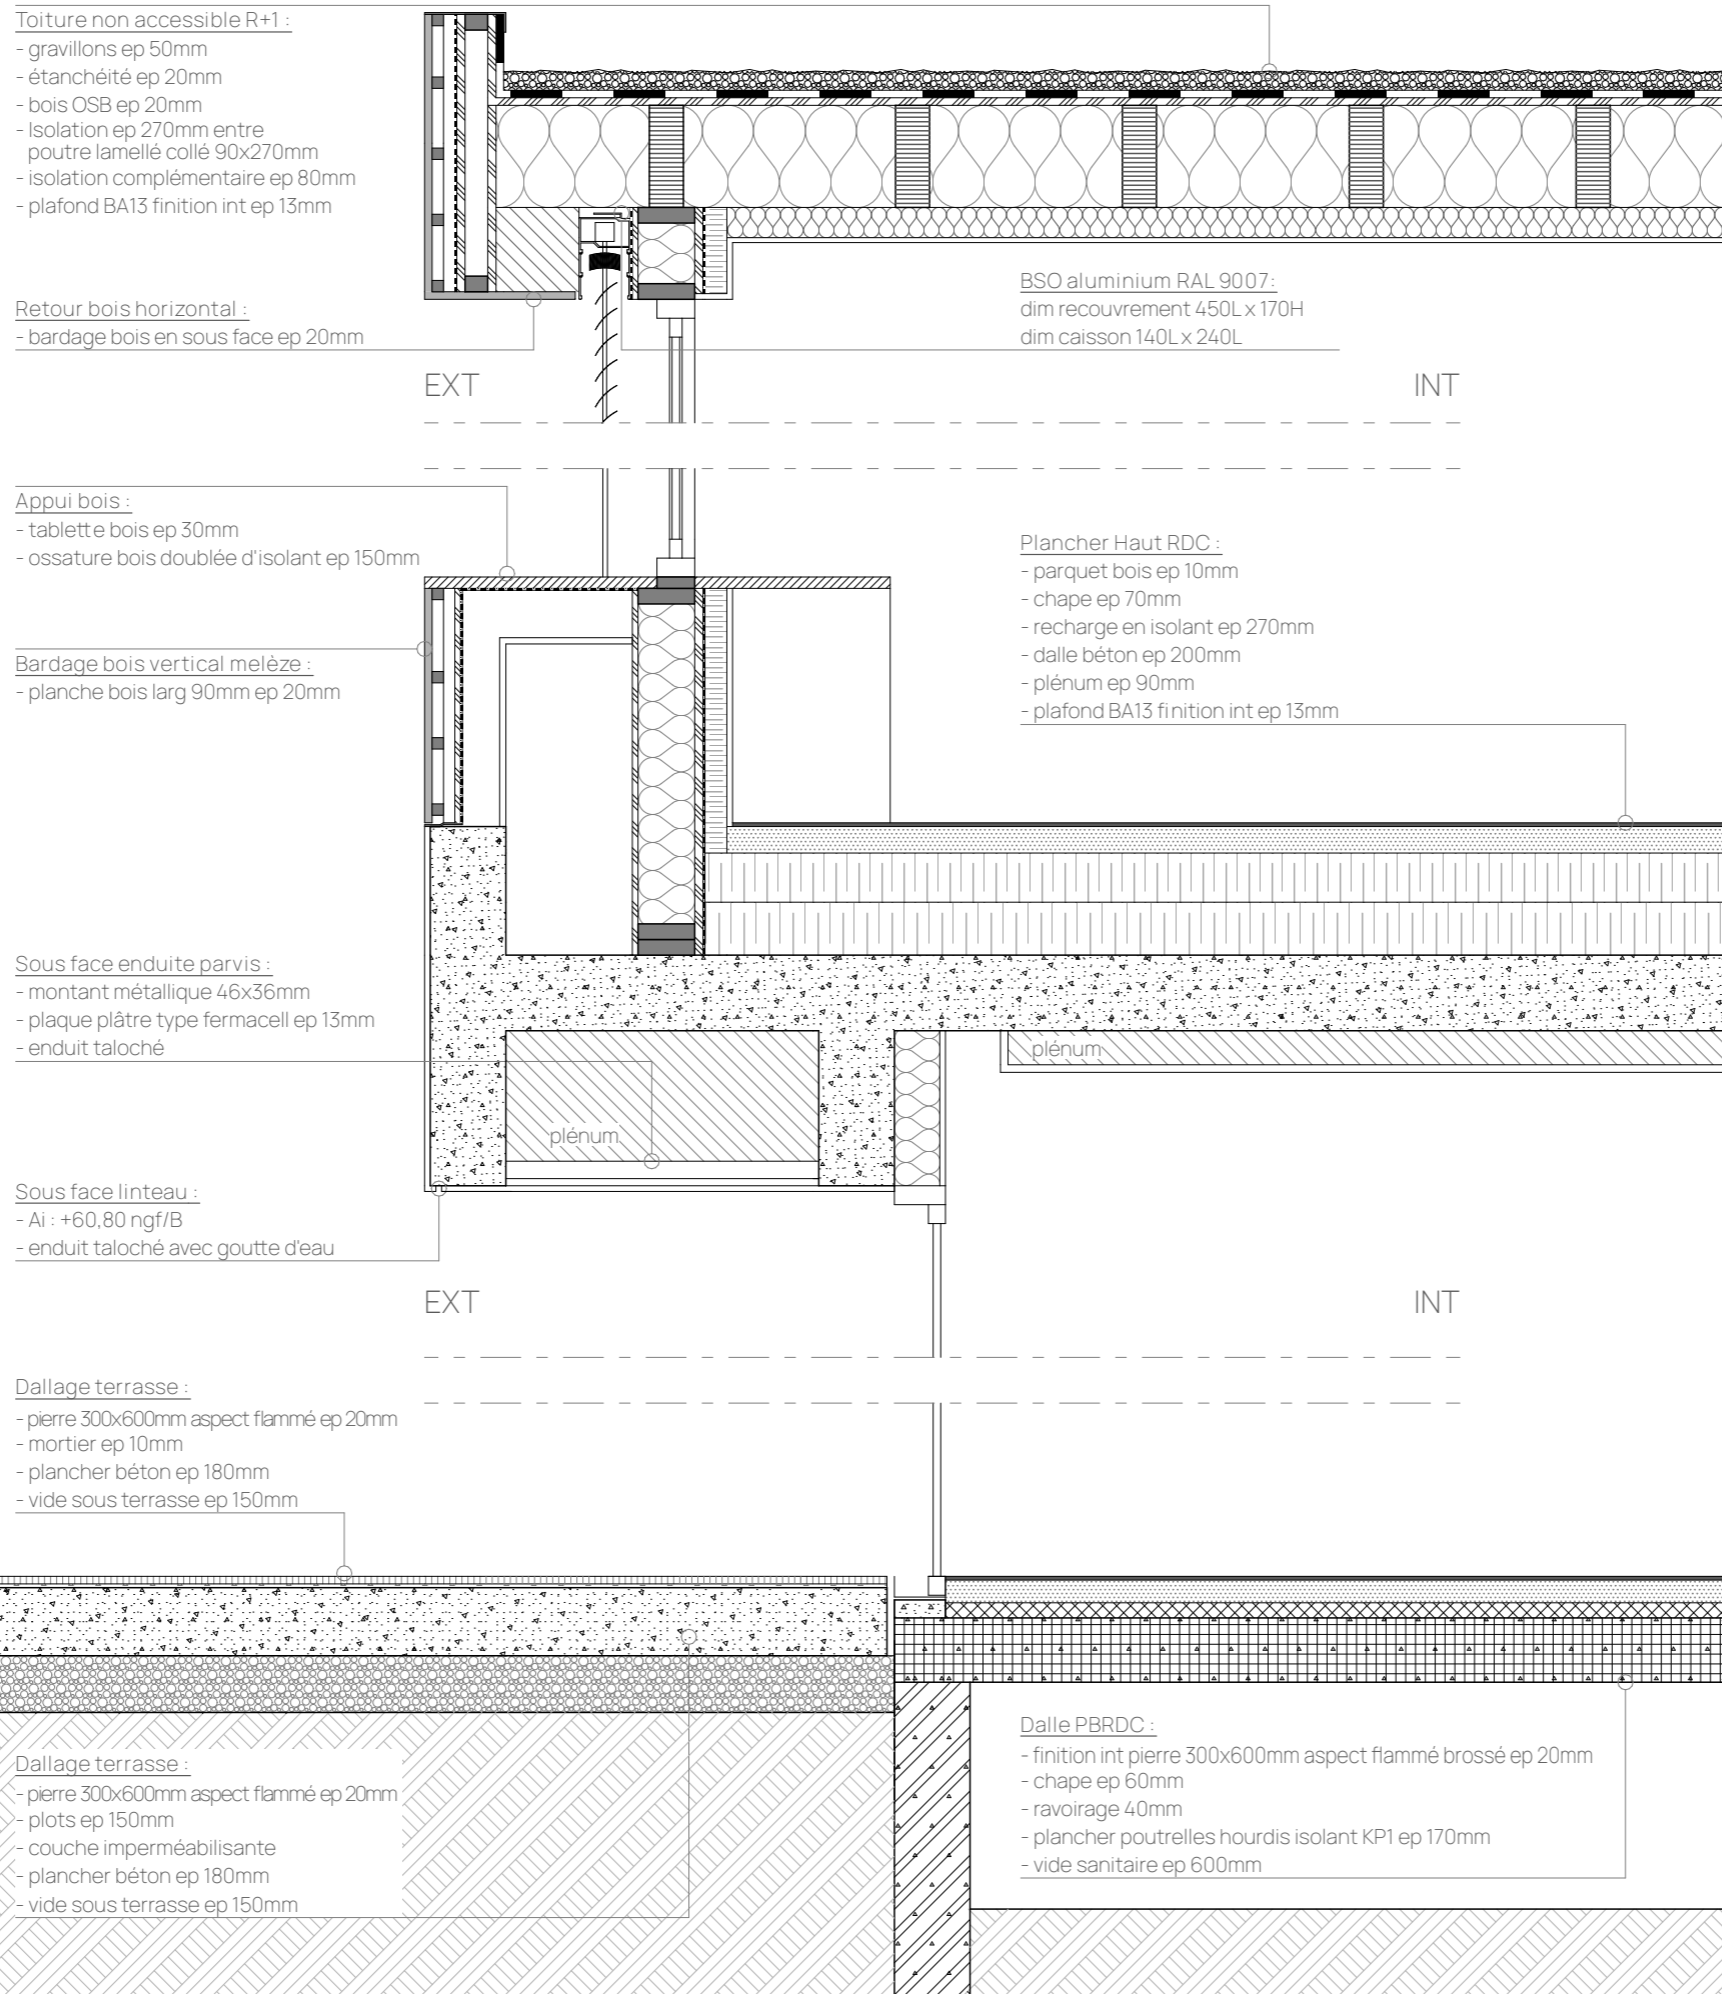 Toiture non accessible R+1 :
- gravillons ep 50mm
- étanchéité ep 20mm
- bois OSB ep 20mm
- Isolation ep 270mm entre
poutre lamellé collé 90x270mm
- isolation complémentaire ep 80mm
- plafond BA13 finition int ep 13mm
Retour bois horizontal :
- bardage bois en sous face ep 20mm
BSO aluminium RAL 9007:
dim recouvrement 450L x 170H
dim caisson 140L x 240L
EXT
INT
Appui bois :
- tablette bois ep 30mm
- ossature bois doublée d'isolant ep 150mm
Plancher Haut RDC :
- parquet bois ep 10mm
- chape ep 70mm
- recharge en isolant ep 270mm
- dalle béton ep 200mm
- plénum ep 90mm
- plafond BA13 finition int ep 13mm
Bardage bois vertical melèze :
- planche bois larg 90mm ep 20mm
Sous face enduite parvis :
- montant métallique 46x36mm
- plaque plâtre type fermacell ep 13mm
- enduit taloché
plénum
plénum
Sous face linteau :
- Ai : +60,80 ngf/B
- enduit taloché avec goutte d'eau
EXT
INT
Dallage terrasse :
- pierre 300x600mm aspect flammé ep 20mm
- mortier ep 10mm
- plancher béton ep 180mm
- vide sous terrasse ep 150mm
Dallage terrasse :
- pierre 300x600mm aspect flammé ep 20mm
- plots ep 150mm
- couche imperméabilisante
- plancher béton ep 180mm
- vide sous terrasse ep 150mm
Dalle PBRDC :
- finition int pierre 300x600mm aspect flammé brossé ep 20mm
- chape ep 60mm
- ravoirage 40mm
- plancher poutrelles hourdis isolant KP1 ep 170mm
- vide sanitaire ep 600mm